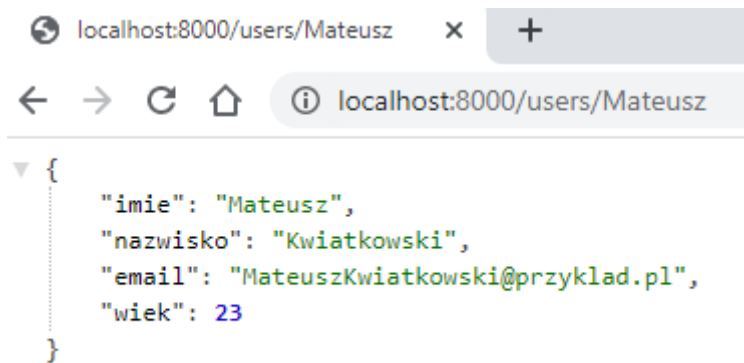 localhost:8000/users/Mateusz
localhost:8000/users/Mateusz
{
"imie": "Mateusz",
"nazwisko": "Kwiatkowski",
"email": "MateuszKwiatkowski@przyklad.pl",
"wiek": 23
}